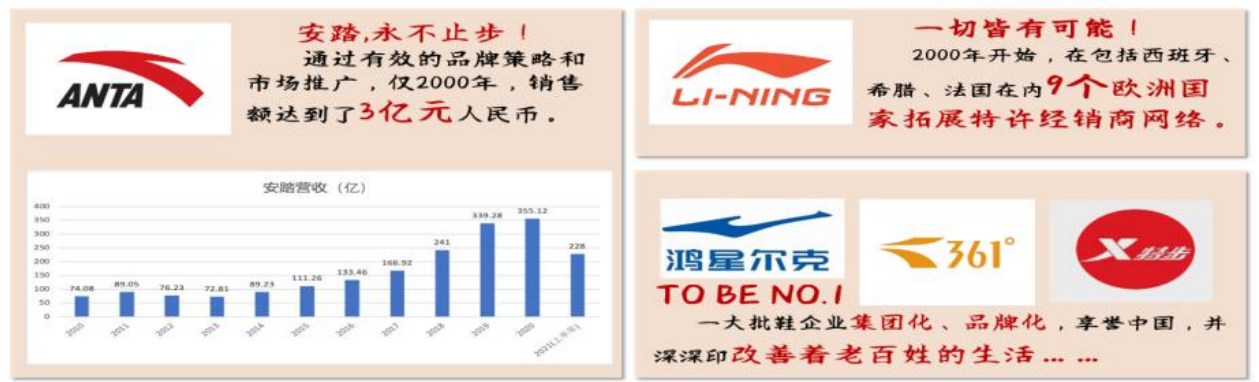 ANTA
安踏,永不止步！
通过有效的品牌策略和
市场推广,仅2000年，销售
额达到了3亿元人民币。
安踏营收（亿）
400
350
300
250
200
150
100
50
0
74.08
89.05
76.23
72.81
89.23
111.26
133.46
166.92
241
339.28
355.12
228
2010
2011
2012
2013
2014
2015
2016
2017
2018
2019
2020
2021(上半年)
LI-NING
一切皆有可能！
2000年开始，在包括西班牙、
希腊、法国在内9个欧洲国
家拓展特许经销商网络。
鸿星尔克
TO BE NO.1
361°
X特步
一大批鞋企业集团化、品牌化，享誉中国，并
深深印改善着老百姓的生活……